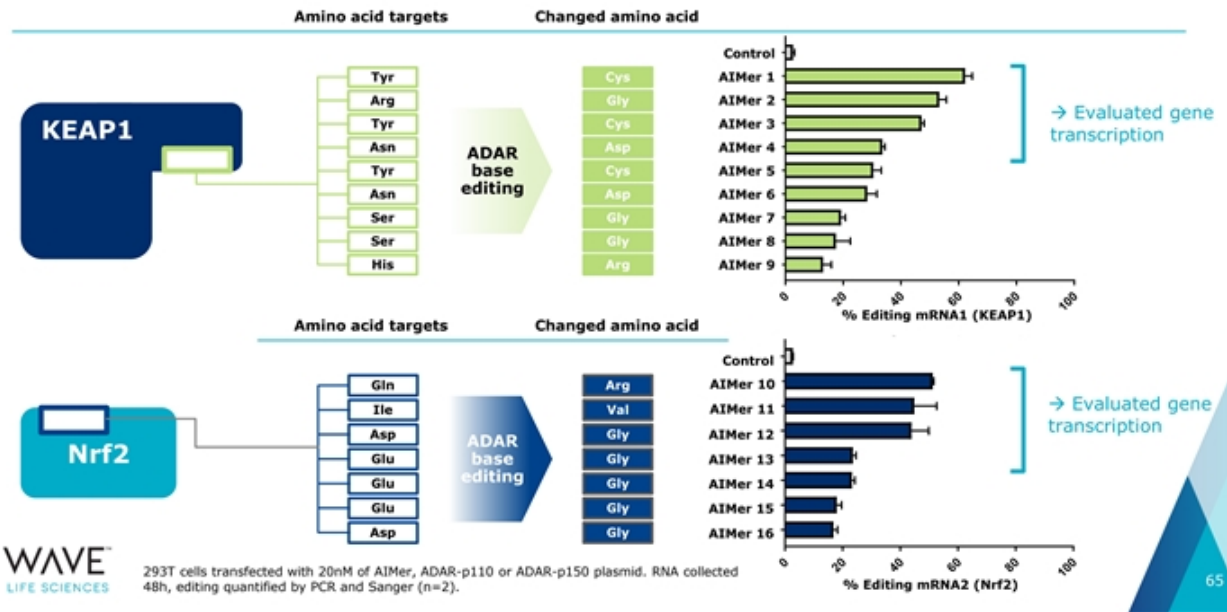 Amino acid targets
Changed amino acid
KEAP1
Tyr
Arg
Tyr
Asn
Tyr
Asn
Ser
Ser
His
ADAR
base
editing
Cys
Gly
Cys
Asp
Cys
Asp
Gly
Gly
Arg
Control
AIMer 1
AIMer 2
AIMer 3
AIMer 4
AIMer 5
AIMer 6
AIMer 7
AIMer 8
AIMer 9
0 20 40 60 80 100
% Editing mRNA1 (KEAP1)
→ Evaluated gene
transcription
Amino acid targets
Changed amino acid
Nrf2
Gln
Ile
Asp
Glu
Glu
Glu
Asp
ADAR
base
editing
Arg
Val
Gly
Gly
Gly
Gly
Gly
Control
AIMer 10
AIMer 11
AIMer 12
AIMer 13
AIMer 14
AIMer 15
AIMer 16
0 20 40 60 80 100
% Editing mRNA2 (Nrf2)
→ Evaluated gene
transcription
WAVE™
LIFE SCIENCES
293T cells transfected with 20nM of AIMer, ADAR-p110 or ADAR-p150 plasmid. RNA collected
48h, editing quantified by PCR and Sanger (n=2).
65